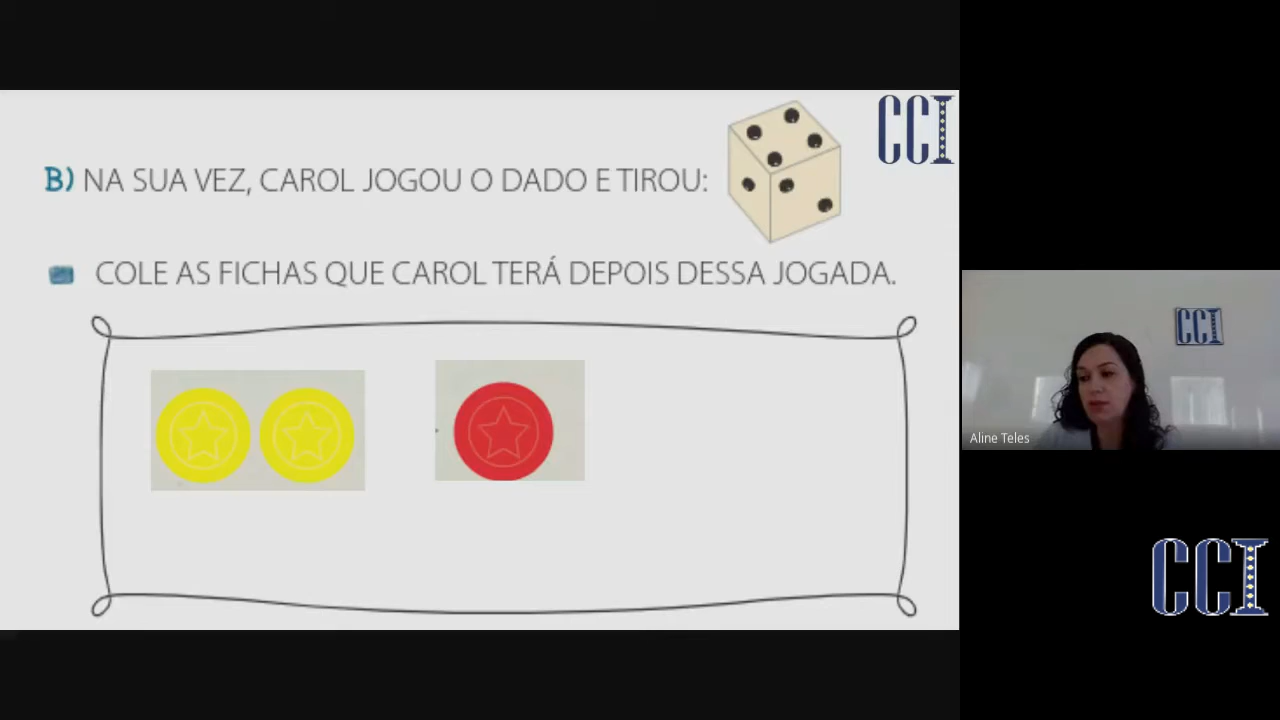 CCI
B) NA SUA VEZ, CAROL JOGOU O DADO E TIROU:
COLE AS FICHAS QUE CAROL TERÁ DEPOIS DESSA JOGADA.
CCI
Aline Teles
CCI